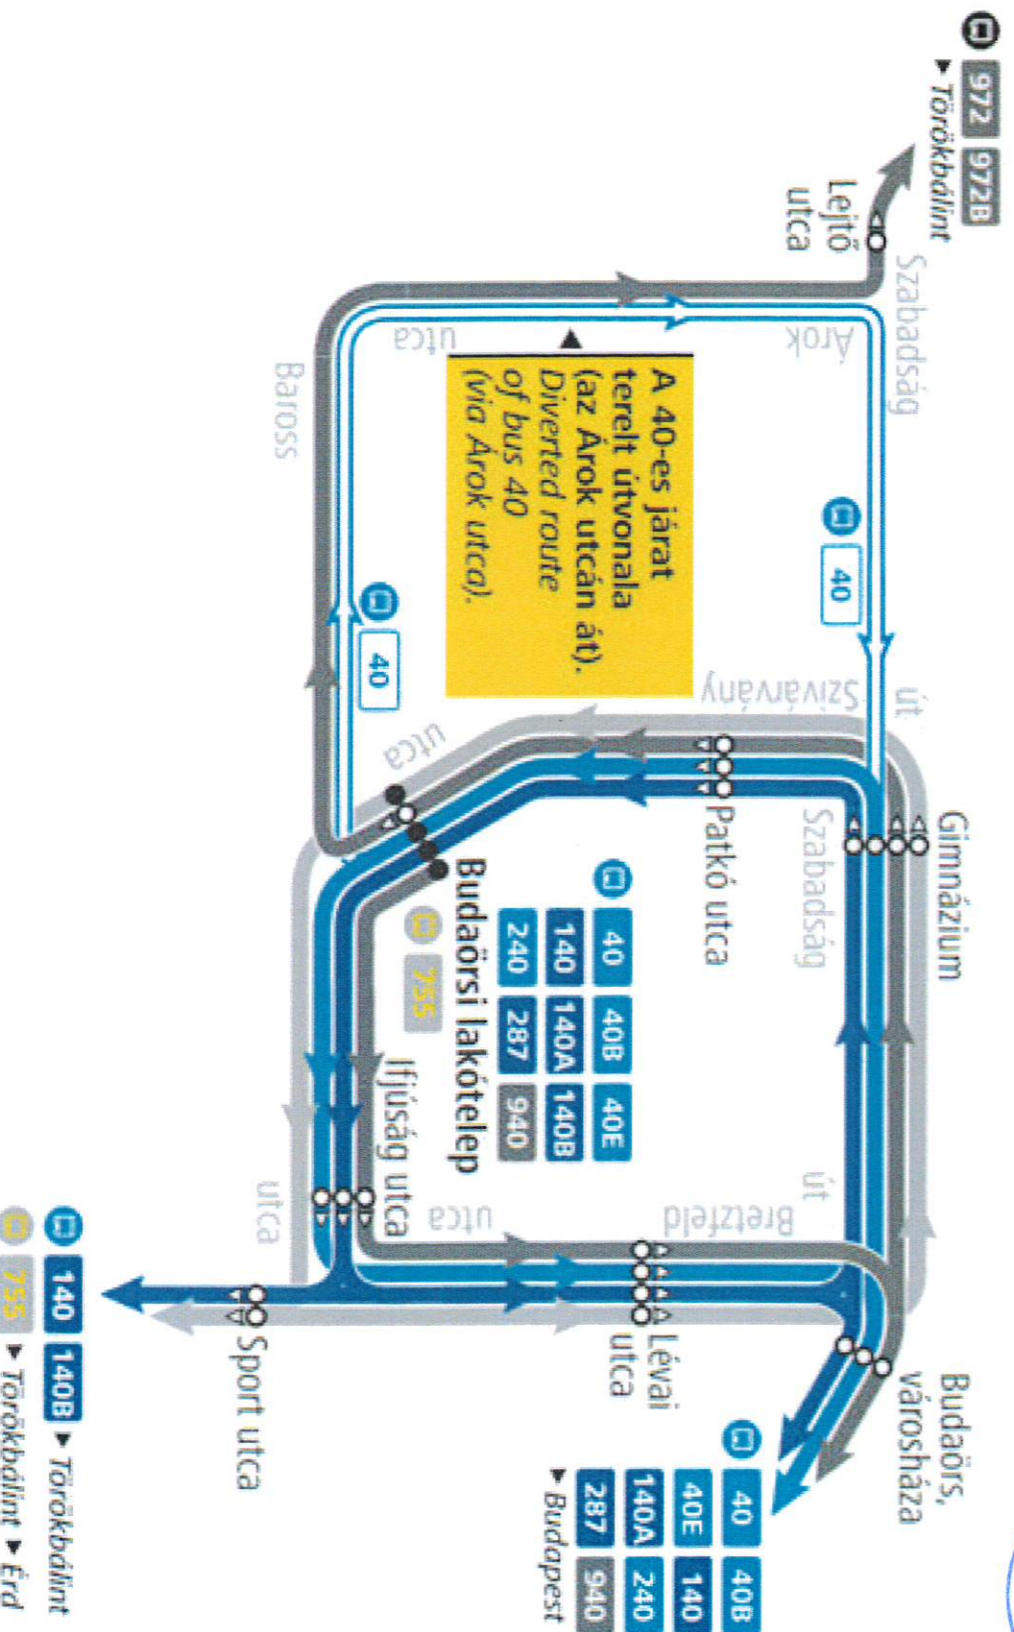 972 972B
▶ Törökbálint
Lejtő
utca
Szabadság
út
Árok
utca
Baross
utca
40
40
A 40-es járat
terelt útvonala
(az Árok utcán át).
Diverted route
of bus 40
(via Árok utca).
Szivárvány
utca
Gimnázium
Patkó utca
Szabadság
út
40 40B 40E
140 140A 140B
240 287 940
Budaörsi lakótelep
755
Ifjúság utca
Bretzfeld
utca
Lévai
utca
Budaörs,
városháza
Sport utca
40 40B
40E 140
140A 240
287 940
▶ Budapest
140 140B ▶ Törökbálint
755 ▶ Törökbálint ▶ Érd